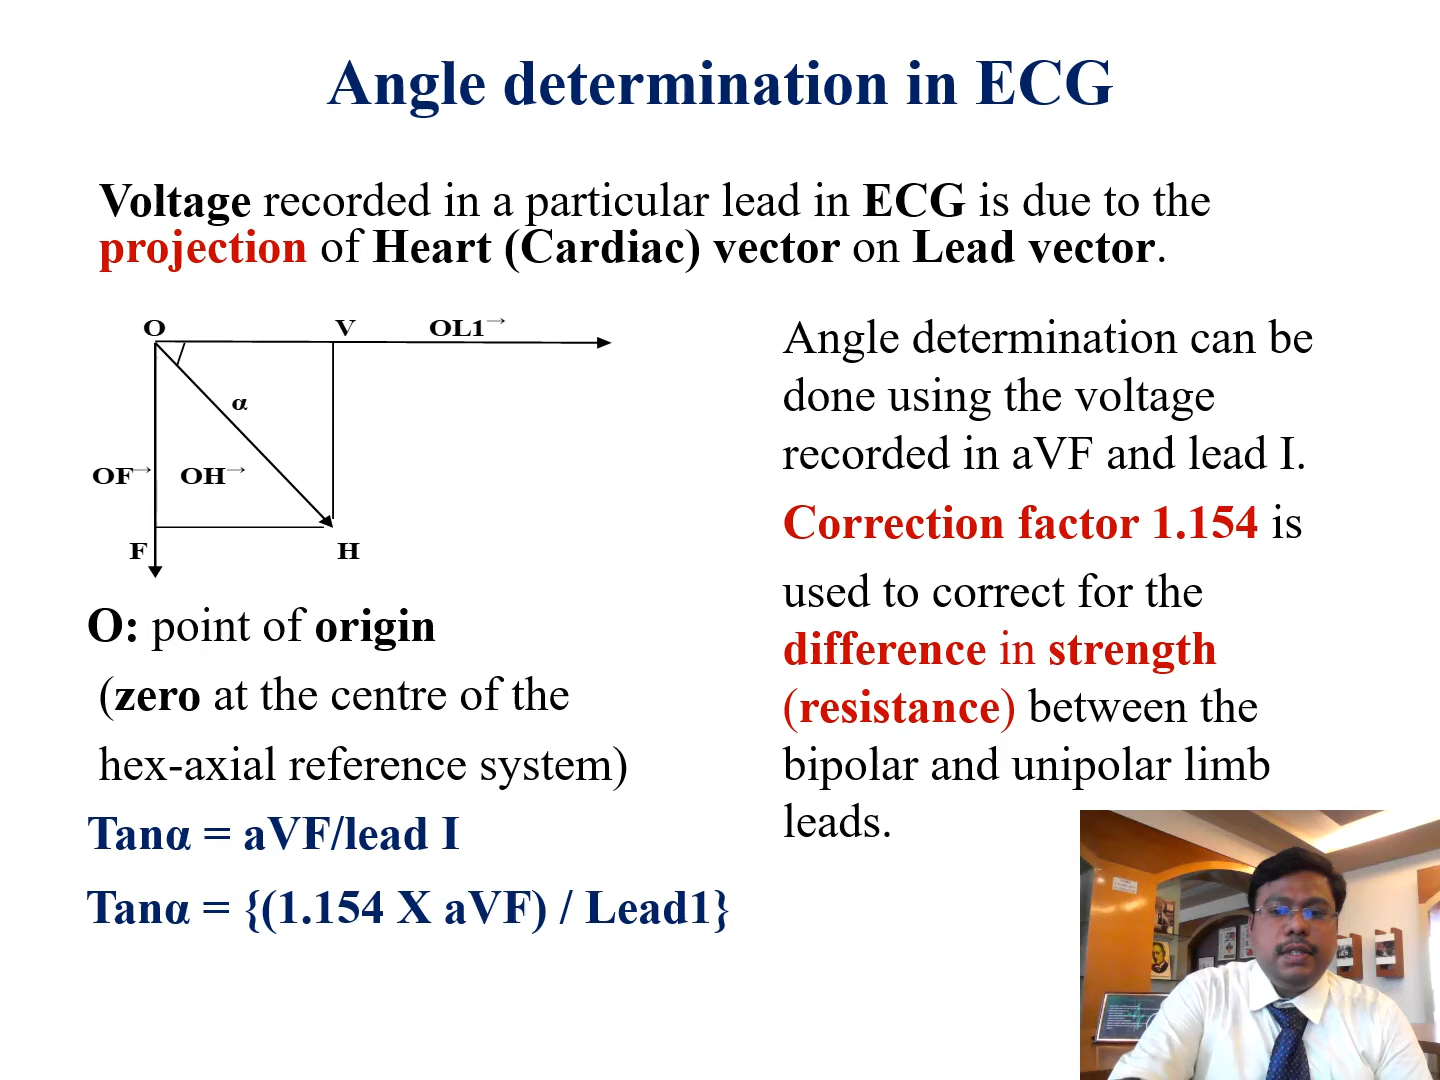 Angle determination in ECG
Voltage recorded in a particular lead in ECG is due to the
projection of Heart (Cardiac) vector on Lead vector.
O V OL1→
α
OF→ OH→
F H
O: point of origin
(zero at the centre of the
hex-axial reference system)
Tanα = aVF/lead I
Tanα = {(1.154 X aVF) / Lead1}
Angle determination can be
done using the voltage
recorded in aVF and lead I.
Correction factor 1.154 is
used to correct for the
difference in strength
(resistance) between the
bipolar and unipolar limb
leads.